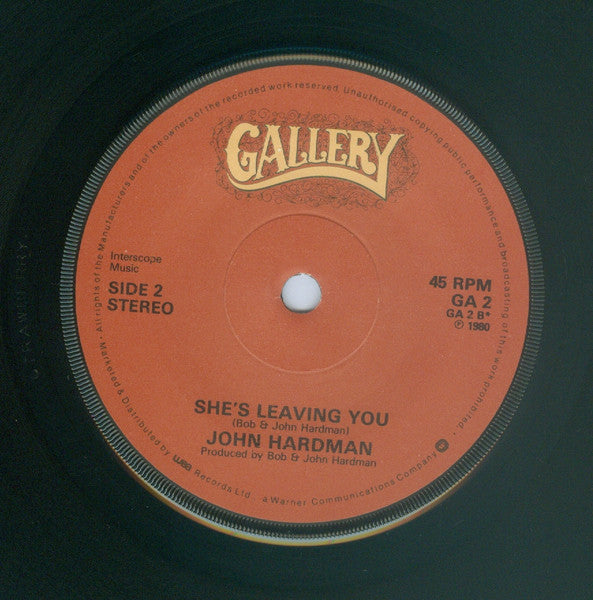 · All rights of the Manufacturers and of the owners of the recorded work reserved. Unauthorised copying public performance and broadcasting of this work prohibited.
GALLERY
Interscope
Music
SIDE 2
STEREO
45 RPM
GA 2
GA 2 B*
℗ 1980
SHE'S LEAVING YOU
(Bob & John Hardman)
JOHN HARDMAN
Produced by Bob & John Hardman
· Marketed & Distributed by wea Records Ltd · a Warner Communications Company